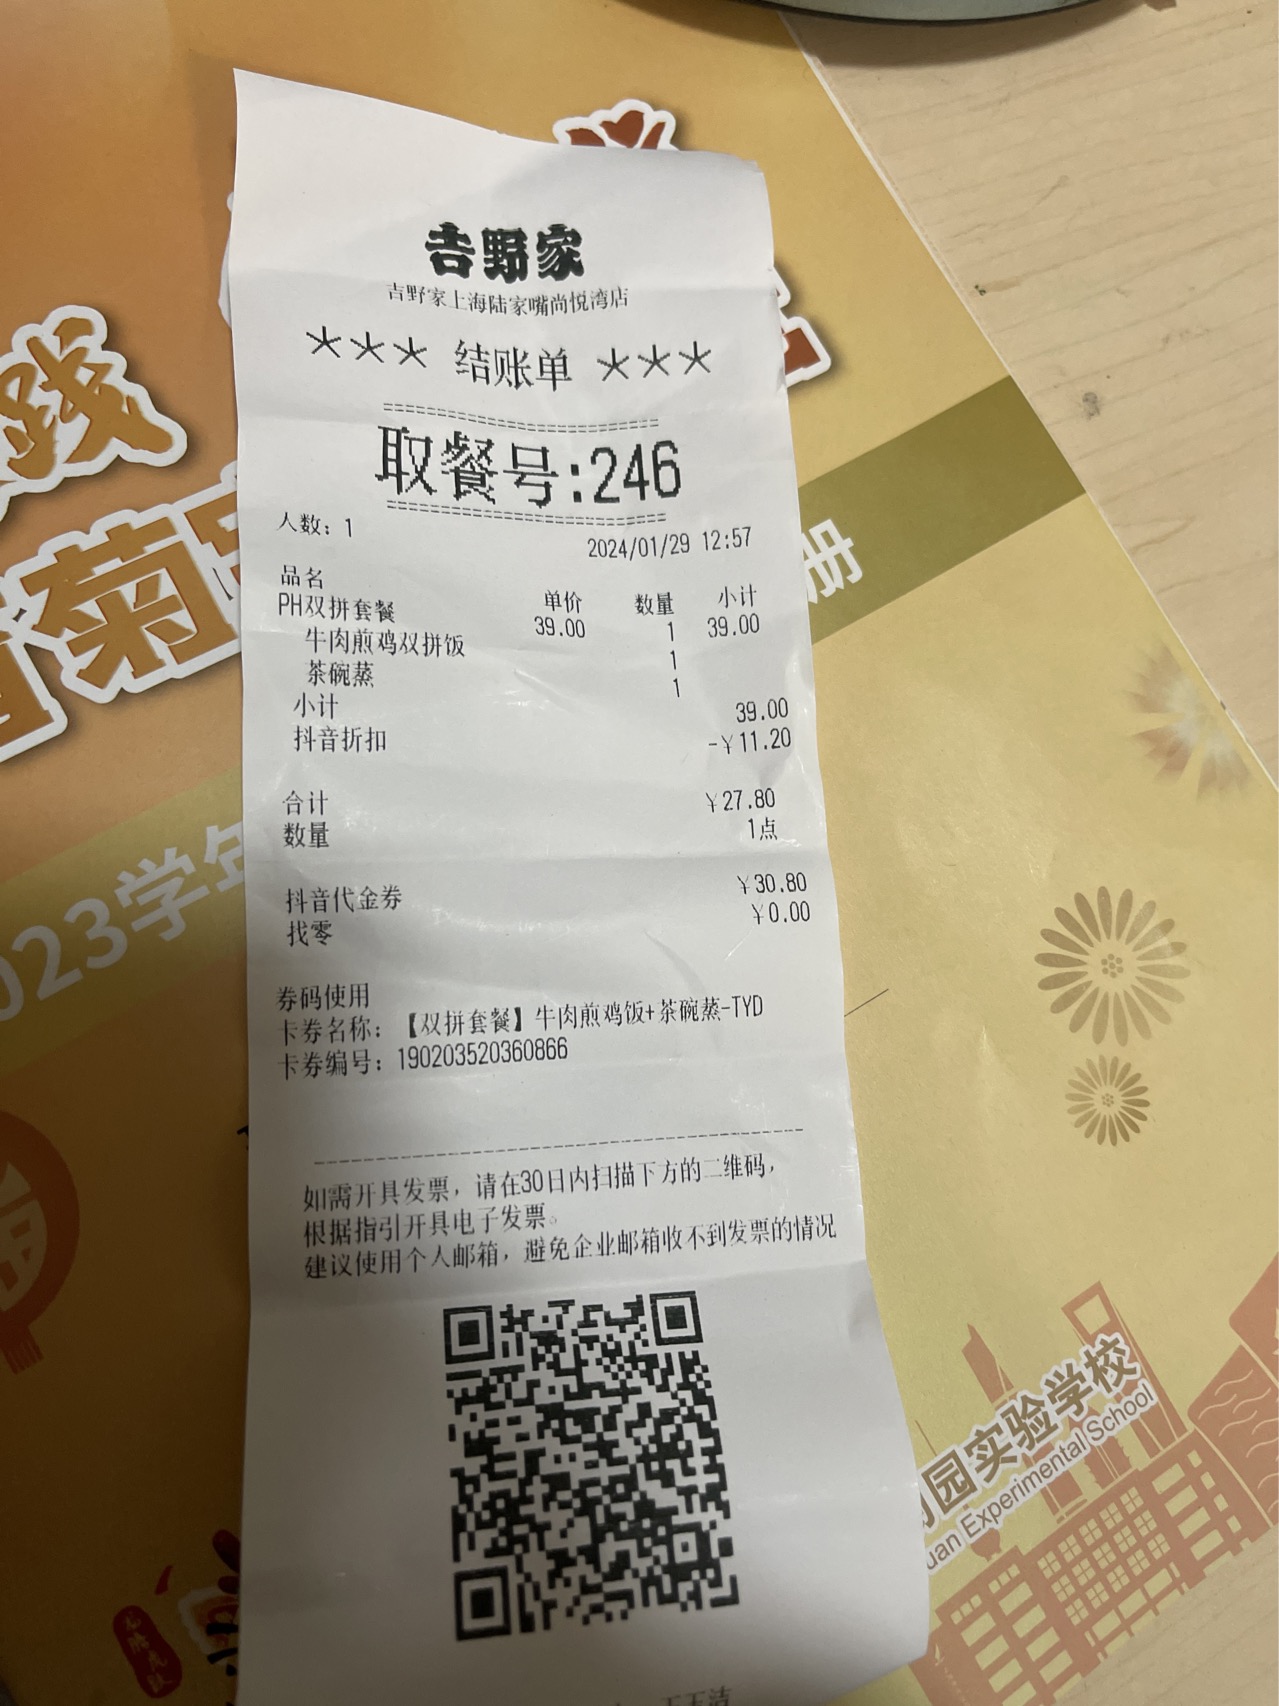 吉野家
吉野家上海陆家嘴尚悦湾店
*** 结账单 ***
取餐号:246
人数: 1
2024/01/29 12:57
品名 单价 数量 小计
PH双拼套餐 39.00 1 39.00
牛肉煎鸡双拼饭 1
茶碗蒸 1
小计 39.00
抖音折扣 -¥11.20
合计 ¥27.80
数量 1点
抖音代金券 ¥30.80
找零 ¥0.00
券码使用
卡券名称: 【双拼套餐】牛肉煎鸡饭+茶碗蒸-TYD
卡券编号: 190203520360866
如需开具发票，请在30日内扫描下方的二维码，
根据指引开具电子发票。
建议使用个人邮箱，避免企业邮箱收不到发票的情况
践
菊
册
023学年
园实验学校
uan Experimental School